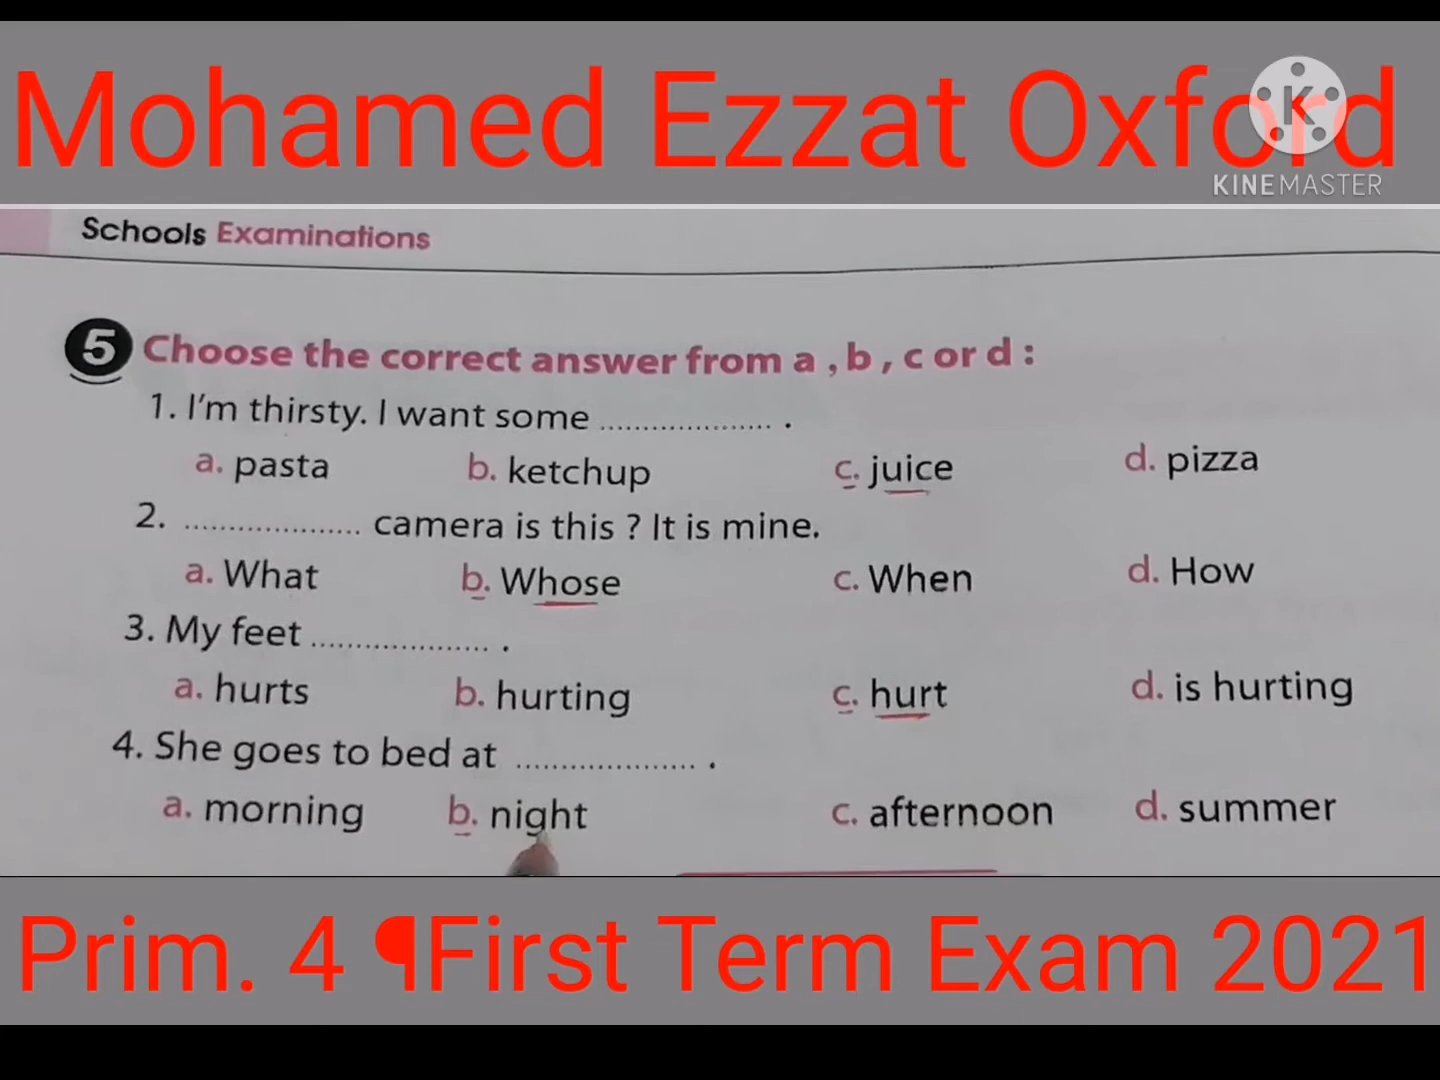 Mohamed Ezzat Oxford
KINEMASTER
Schools Examinations
5 Choose the correct answer from a , b , c or d :
1. I'm thirsty. I want some .................... .
a. pasta b. ketchup c. juice d. pizza
2. .................... camera is this ? It is mine.
a. What b. Whose c. When d. How
3. My feet .................... .
a. hurts b. hurting c. hurt d. is hurting
4. She goes to bed at .................... .
a. morning b. night c. afternoon d. summer
Prim. 4 ¶First Term Exam 2021